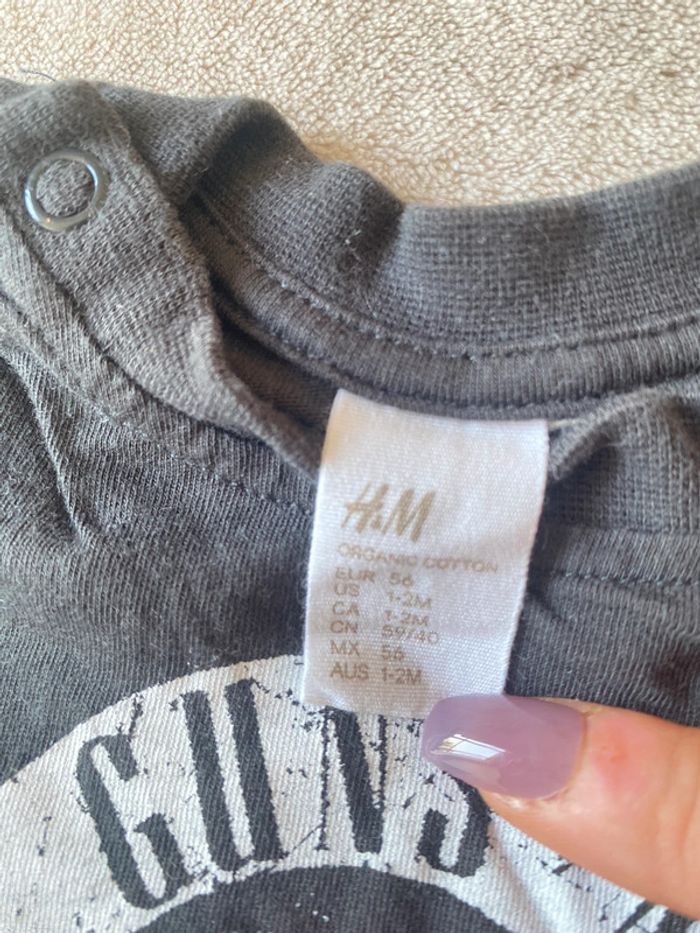 H&M
ORGANIC COTTON
EUR 56
US 1-2M
CA 1-2M
CN 59/40
MX 56
AUS 1-2M
GUNS